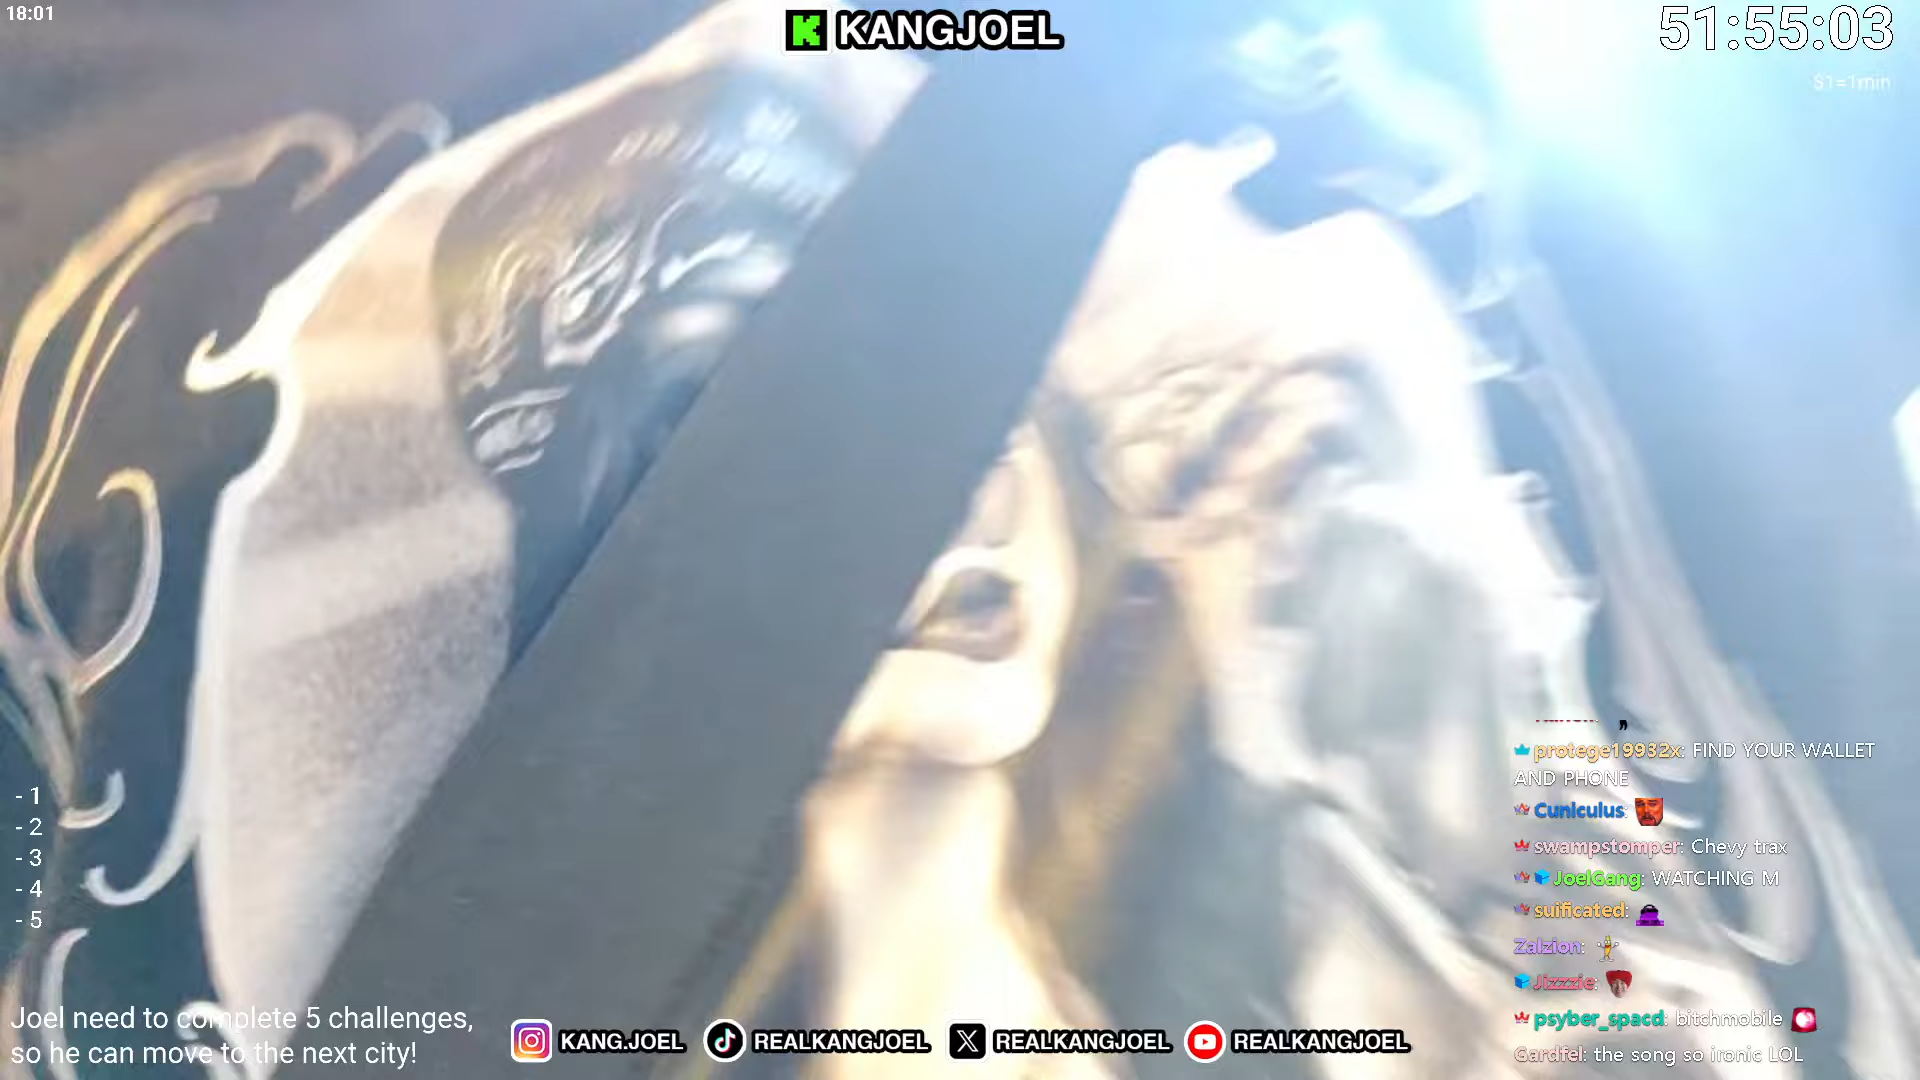 18:01
KANGJOEL
51:55:03
$1=1min
protege19932x: FIND YOUR WALLET
AND PHONE
Cuniculus:
swampstomper: Chevy trax
JoelGang: WATCHING M
suificated:
Zalzion:
Jizzzie:
psyber_spacd: bitchmobile
Gardfel: the song so ironic LOL
- 1
- 2
- 3
- 4
- 5
Joel need to complete 5 challenges,
so he can move to the next city!
KANG.JOEL
REALKANGJOEL
REALKANGJOEL
REALKANGJOEL